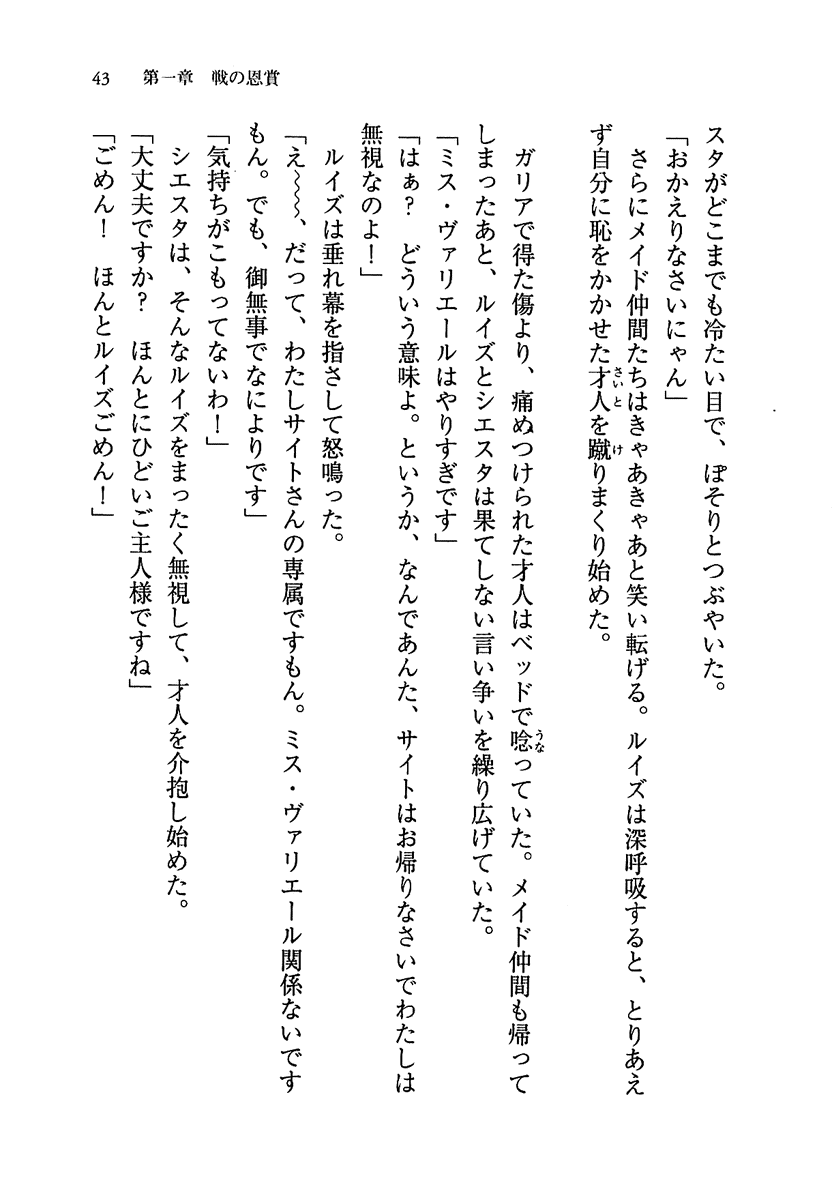 43　第一章　戦の恩賞
スタがどこまでも冷たい目で、ぽそりとつぶやいた。
「おかえりなさいにゃん」
　さらにメイド仲間たちはきゃあきゃあと笑い転げる。ルイズは深呼吸すると、とりあえ
ず自分に恥をかかせた才人を蹴りまくり始めた。
　ガリアで得た傷より、痛めつけられた才人はベッドで唸っていた。メイド仲間も帰って
しまったあと、ルイズとシエスタは果てしない言い争いを繰り広げていた。
「ミス・ヴァリエールはやりすぎです」
「はぁ？　どういう意味よ。というか、なんであんた、サイトはお帰りなさいでわたしは
無視なのよ！」
　ルイズは垂れ幕を指さして怒鳴った。
「え〜〜〜、だって、わたしサイトさんの専属ですもん。ミス・ヴァリエール関係ないです
もん。でも、御無事でなによりです」
「気持ちがこもってないわ！」
　シエスタは、そんなルイズをまったく無視して、才人を介抱し始めた。
「大丈夫ですか？　ほんとにひどいご主人様ですね」
「ごめん！　ほんとルイズごめん！」